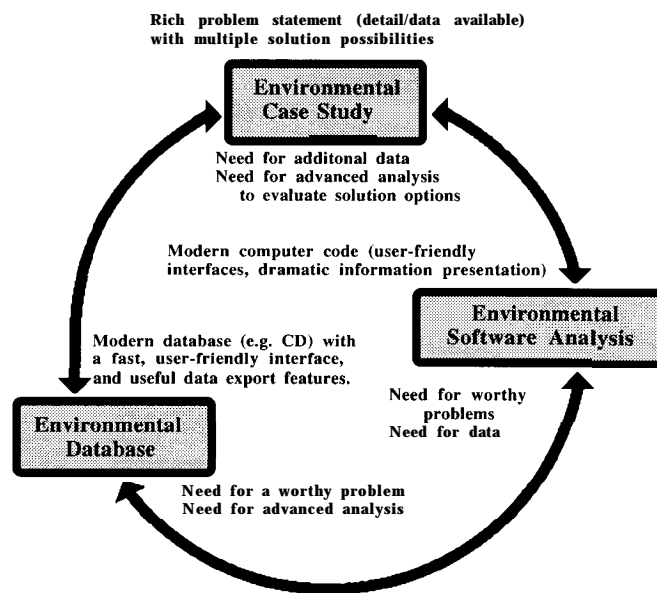 Rich problem statement (detail/data available)
with multiple solution possibilities
Environmental
Case Study
Need for additonal data
Need for advanced analysis
to evaluate solution options
Modern computer code (user-friendly
interfaces, dramatic information presentation)
Environmental
Software Analysis
Modern database (e.g. CD) with
a fast, user-friendly interface,
and useful data export features.
Need for worthy
problems
Need for data
Environmental
Database
Need for a worthy problem
Need for advanced analysis